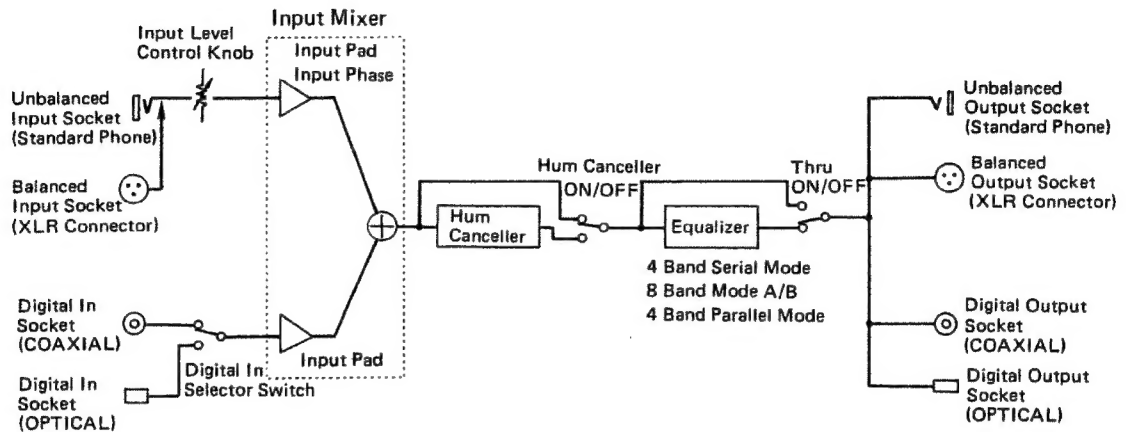 Input Mixer
Input Level
Control Knob
Input Pad
Input Phase
Unbalanced
Input Socket
(Standard Phone)
Balanced
Input Socket
(XLR Connector)
Digital In
Socket
(COAXIAL)
Digital In
Socket
(OPTICAL)
Digital In
Selector Switch
Input Pad
Hum
Canceller
Hum Canceller
ON/OFF
Equalizer
4 Band Serial Mode
8 Band Mode A/B
4 Band Parallel Mode
Thru
ON/OFF
Unbalanced
Output Socket
(Standard Phone)
Balanced
Output Socket
(XLR Connector)
Digital Output
Socket
(COAXIAL)
Digital Output
Socket
(OPTICAL)